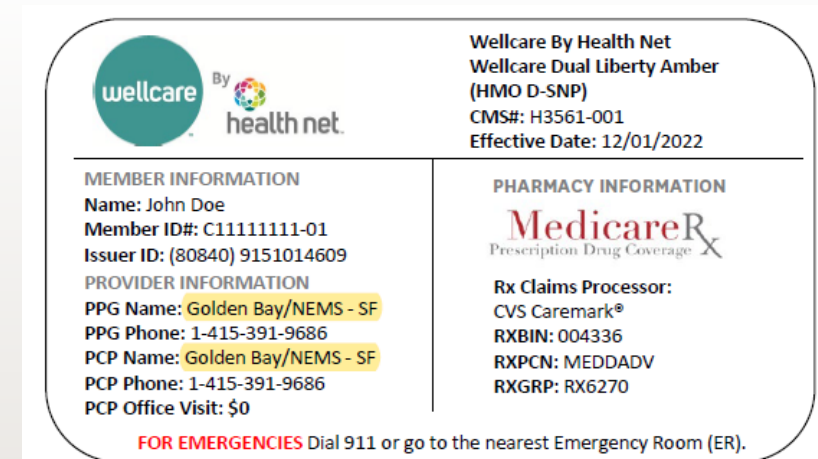 wellcare
By
health net.
Wellcare By Health Net
Wellcare Dual Liberty Amber
(HMO D-SNP)
CMS#: H3561-001
Effective Date: 12/01/2022
MEMBER INFORMATION
Name: John Doe
Member ID#: C11111111-01
Issuer ID: (80840) 9151014609
PROVIDER INFORMATION
PPG Name: Golden Bay/NEMS - SF
PPG Phone: 1-415-391-9686
PCP Name: Golden Bay/NEMS - SF
PCP Phone: 1-415-391-9686
PCP Office Visit: $0
PHARMACY INFORMATION
MedicareRx
Prescription Drug Coverage
Rx Claims Processor:
CVS Caremark®
RXBIN: 004336
RXPCN: MEDDADV
RXGRP: RX6270
FOR EMERGENCIES Dial 911 or go to the nearest Emergency Room (ER).